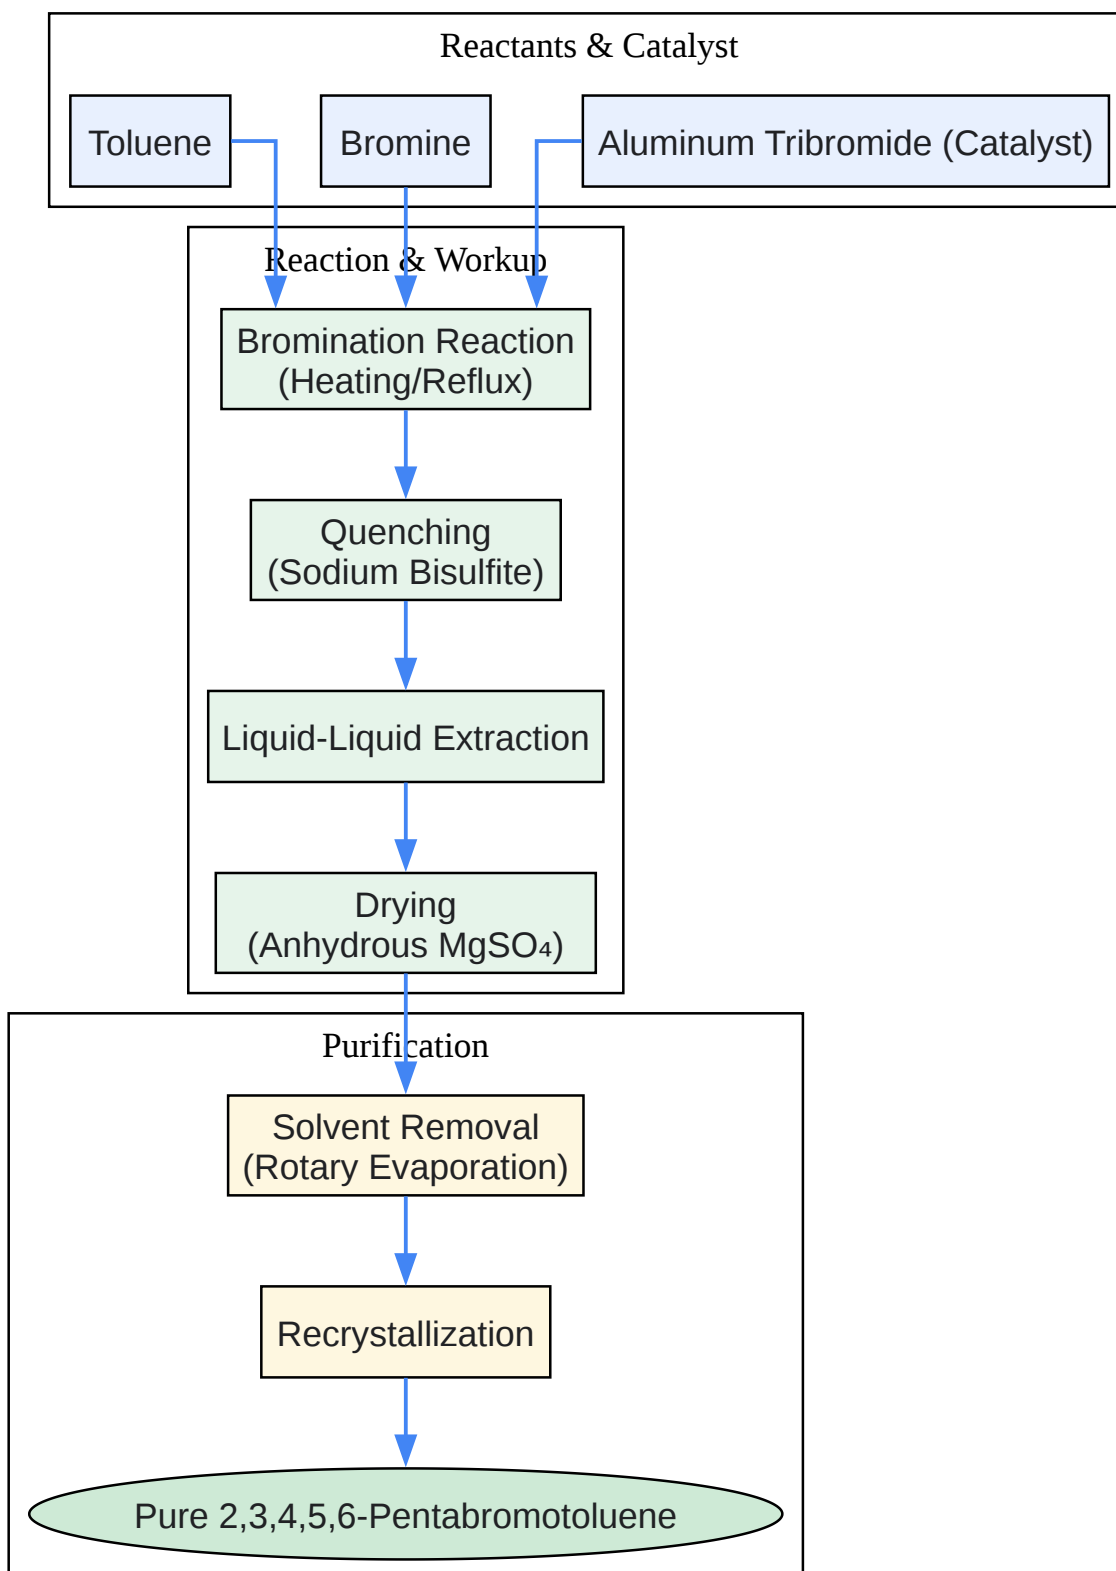 Reactants & Catalyst
Toluene
Bromine
Aluminum Tribromide (Catalyst)
Reaction & Workup
Bromination Reaction
(Heating/Reflux)
Quenching
(Sodium Bisulfite)
Liquid-Liquid Extraction
Drying
(Anhydrous MgSO₄)
Purification
Solvent Removal
(Rotary Evaporation)
Recrystallization
Pure 2,3,4,5,6-Pentabromotoluene